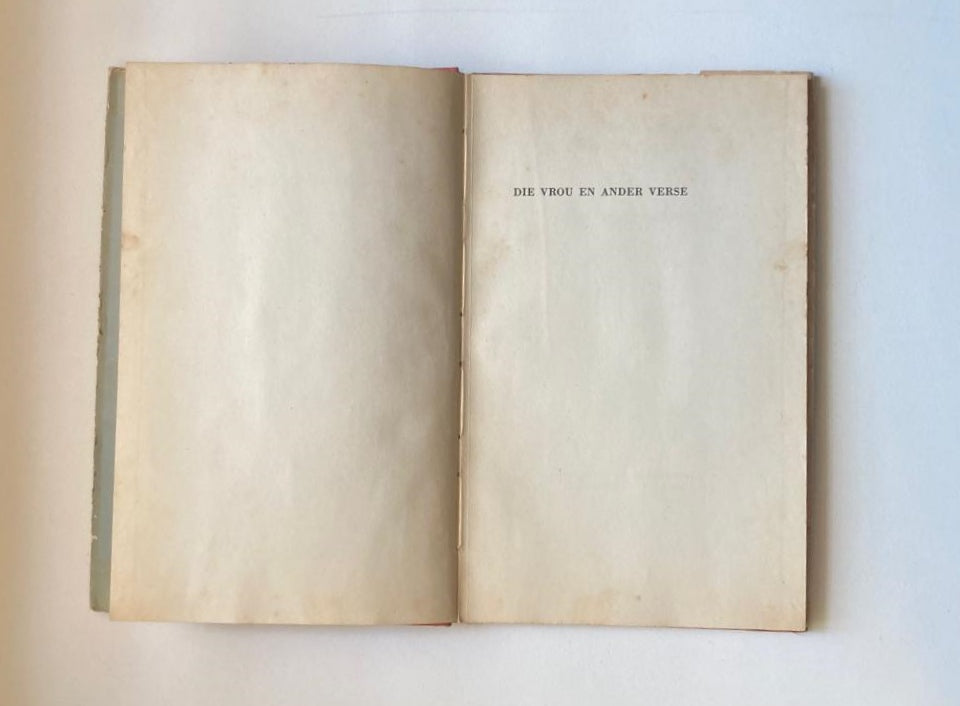 DIE VROU EN ANDER VERSE